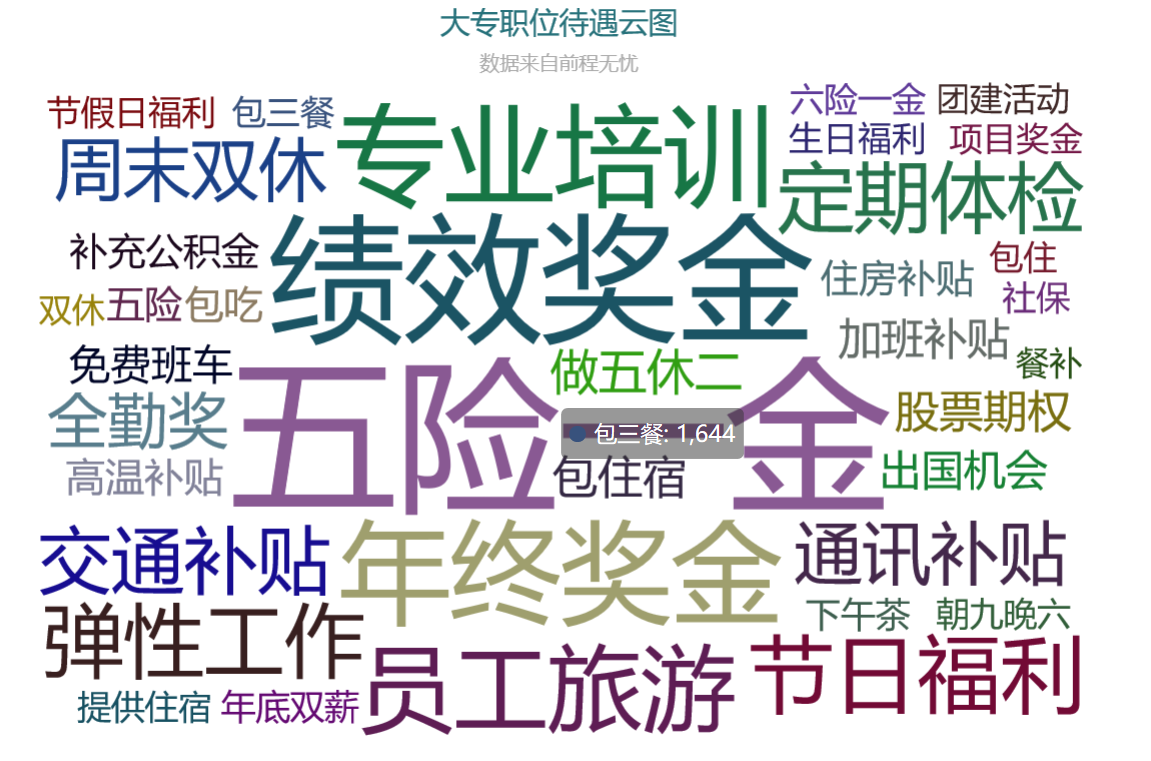 大专职位待遇云图
数据来自前程无忧
节假日福利 包三餐 专业培训 六险一金 团建活动
周末双休 生日福利 项目奖金
定期体检
绩效奖金
补充公积金 住房补贴 包住
双休 五险 包吃 社保
加班补贴
免费班车 做五休二 餐补
五险一金
全勤奖 包三餐: 1,644 股票期权
高温补贴 包住宿 出国机会
交通补贴 年终奖金 通讯补贴
弹性工作 下午茶 朝九晚六
员工旅游 节日福利
提供住宿 年底双薪